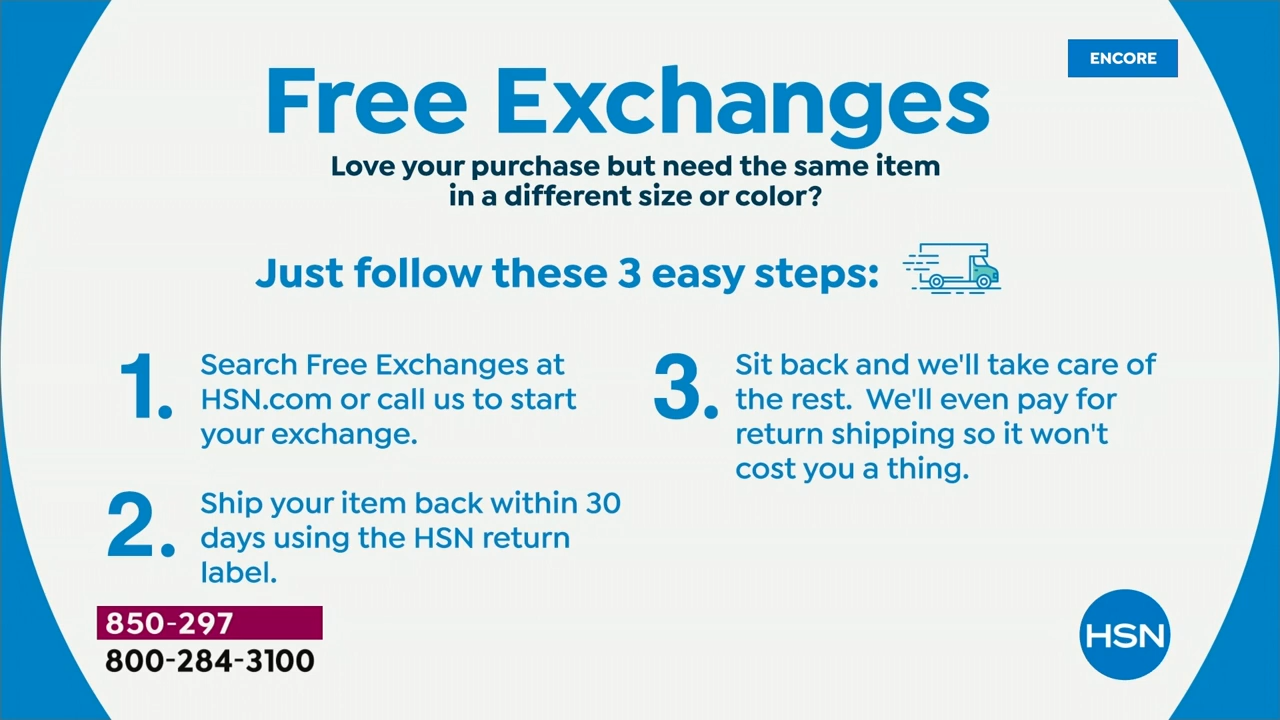 ENCORE
Free Exchanges
Love your purchase but need the same item
in a different size or color?
Just follow these 3 easy steps:
1. Search Free Exchanges at
HSN.com or call us to start
your exchange.
2. Ship your item back within 30
days using the HSN return
label.
3. Sit back and we'll take care of
the rest. We'll even pay for
return shipping so it won't
cost you a thing.
850-297
800-284-3100
HSN